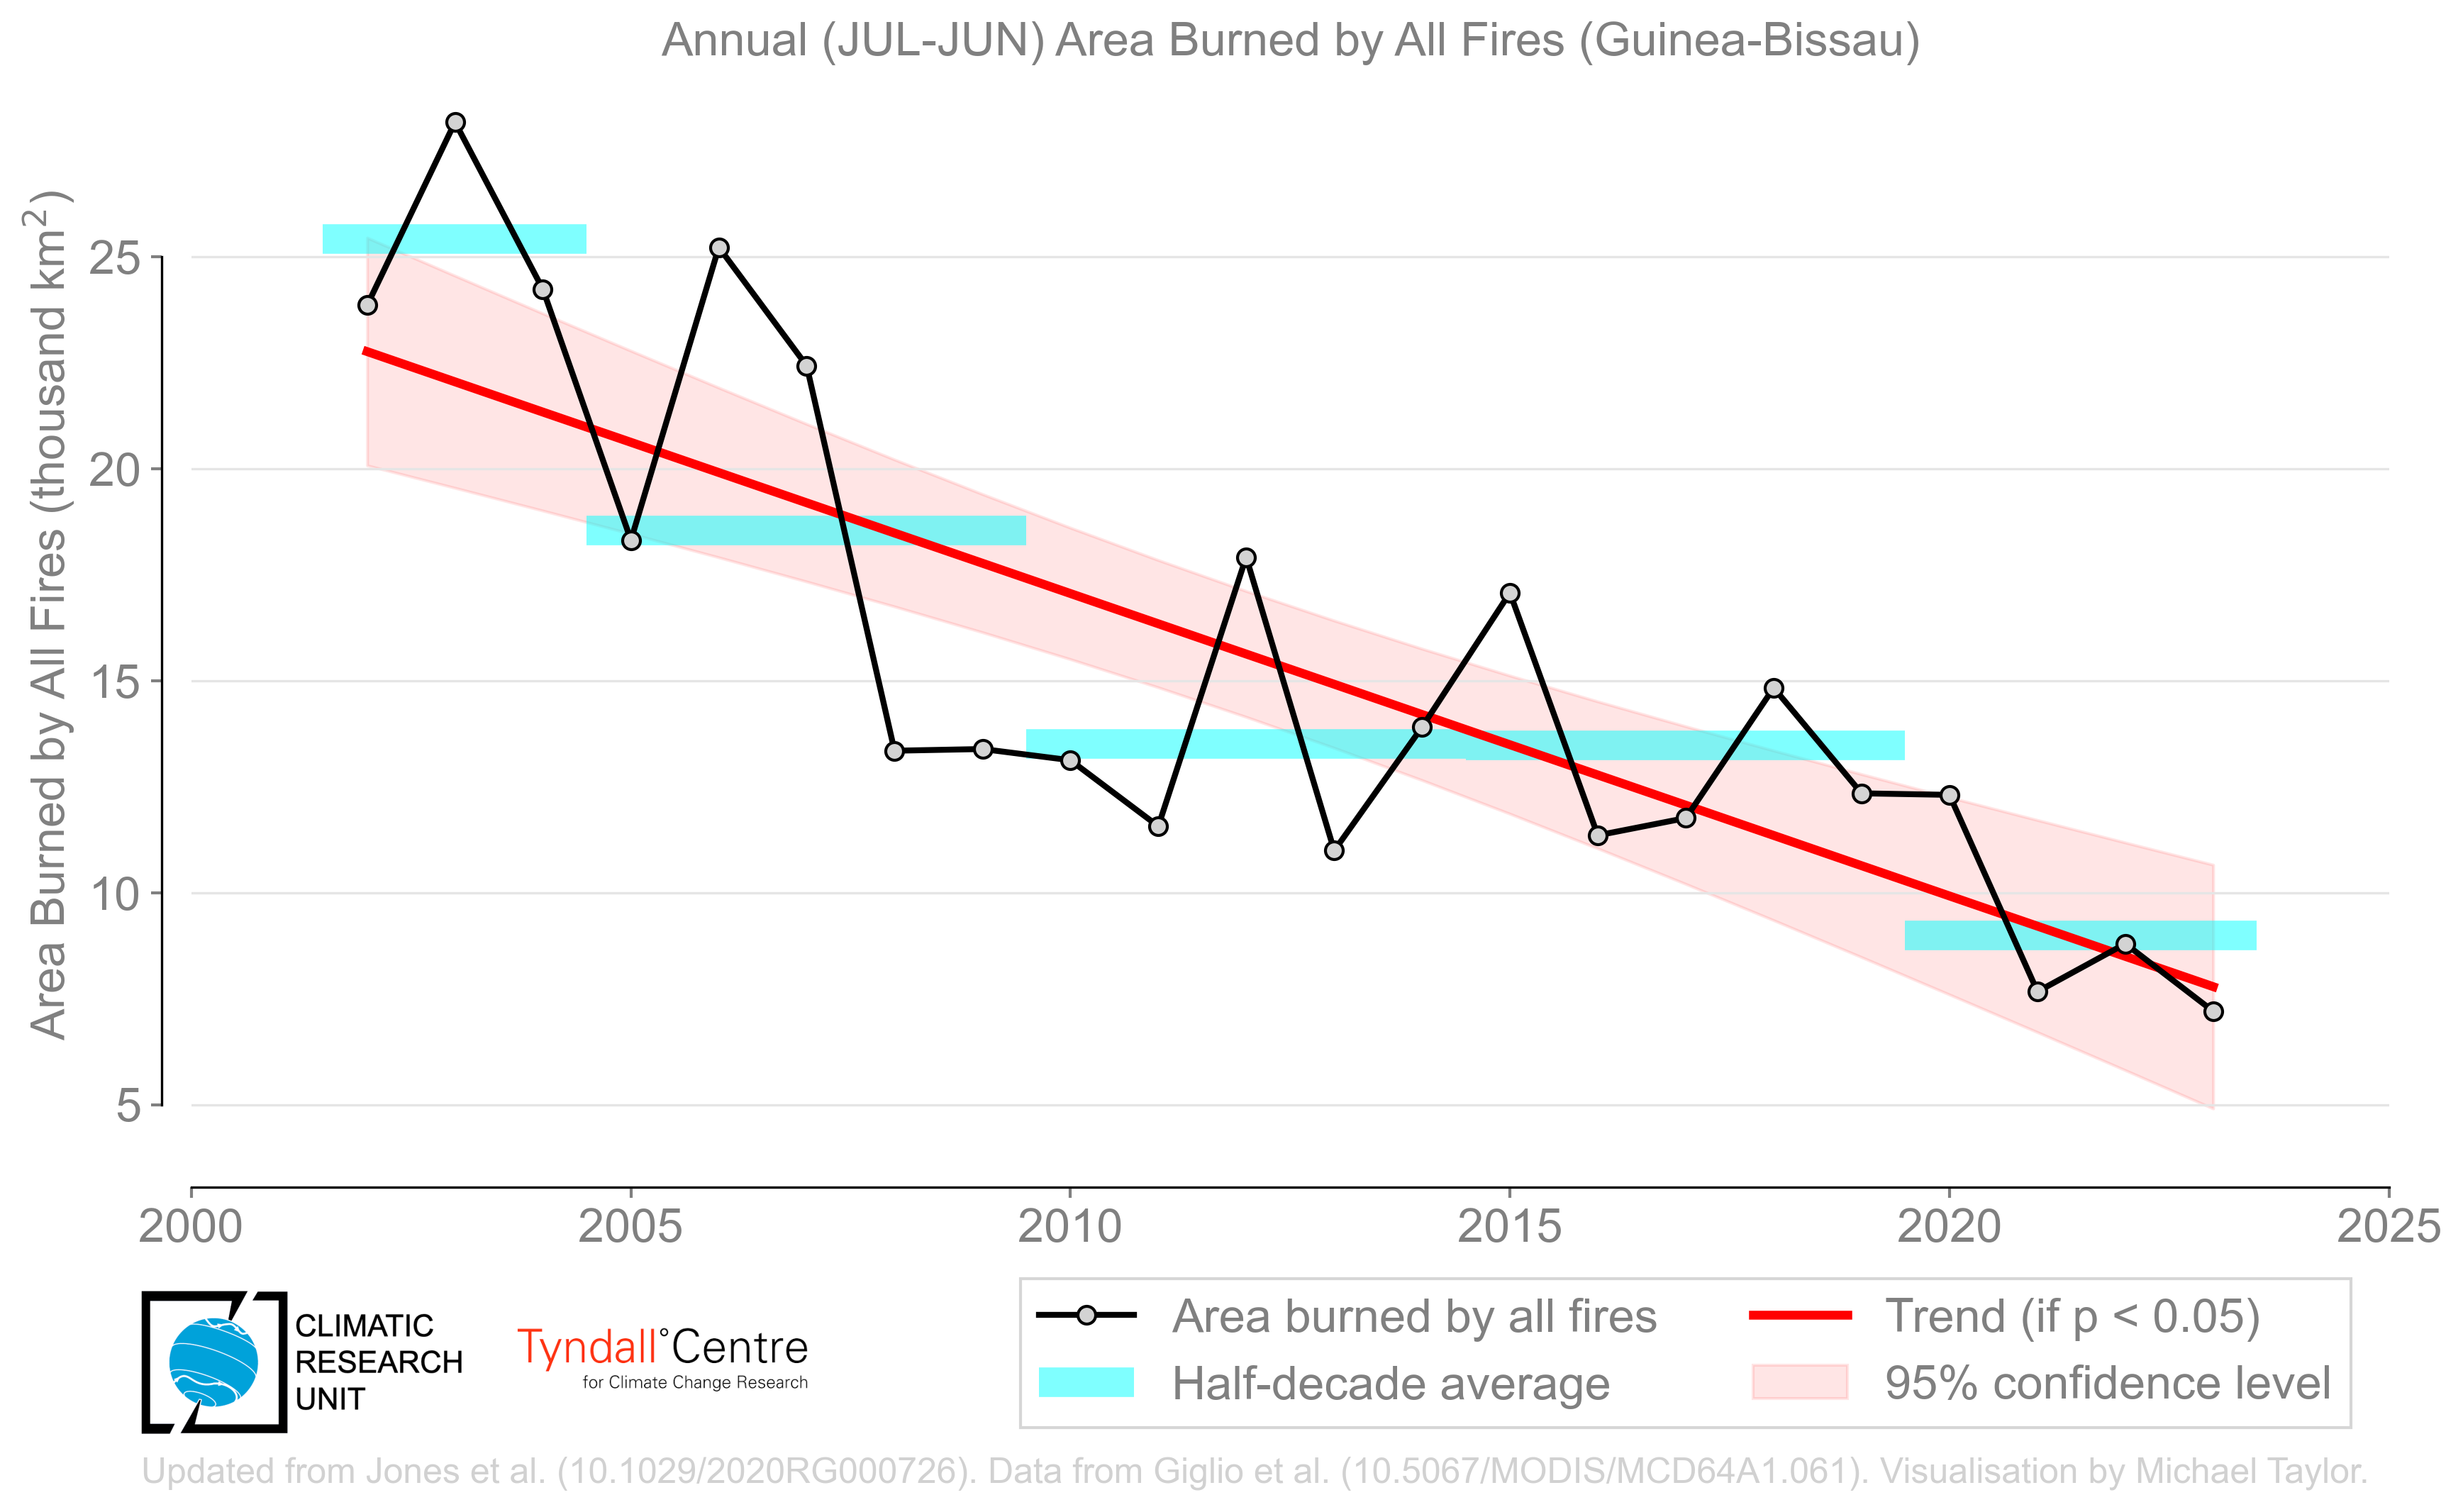 Annual (JUL-JUN) Area Burned by All Fires (Guinea-Bissau)
Area Burned by All Fires (thousand km²)
25
20
15
10
5
2000 2005 2010 2015 2020 2025
CLIMATIC
RESEARCH
UNIT
Tyndall°Centre
for Climate Change Research
Area burned by all fires
Trend (if p < 0.05)
Half-decade average
95% confidence level
Updated from Jones et al. (10.1029/2020RG000726). Data from Giglio et al. (10.5067/MODIS/MCD64A1.061). Visualisation by Michael Taylor.